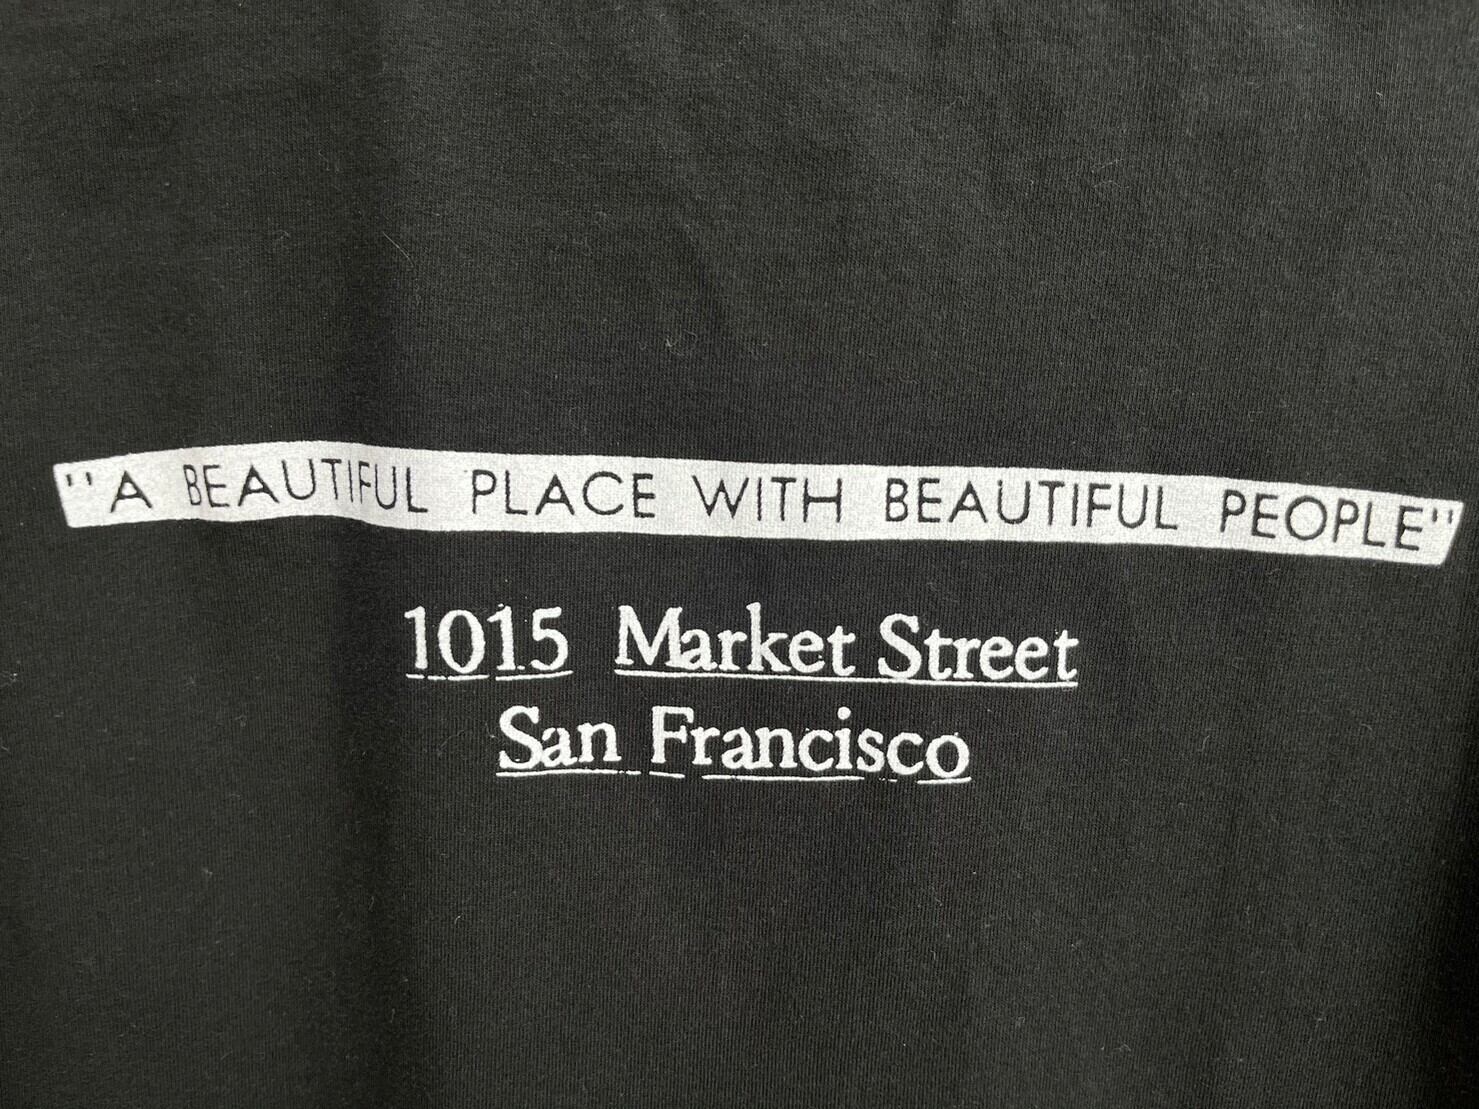 "A BEAUTIFUL PLACE WITH BEAUTIFUL PEOPLE"
1015 Market Street
San Francisco